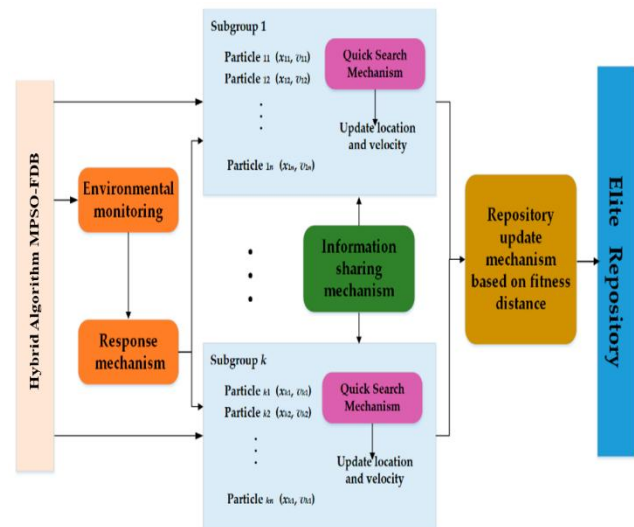 Hybrid Algorithm MPSO-FDB
Environmental
monitoring
Response
mechanism
Subgroup 1
Particle 11 (x11, v11)
Particle 12 (x12, v12)
Particle 1n (x1n, v1n)
Quick Search
Mechanism
Update location
and velocity
Information
sharing
mechanism
Subgroup k
Particle k1 (xk1, vk1)
Particle k2 (xk2, vk2)
Particle kn (xk1, vk1)
Quick Search
Mechanism
Update location
and velocity
Repository
update
mechanism
based on fitness
distance
Elite Repository